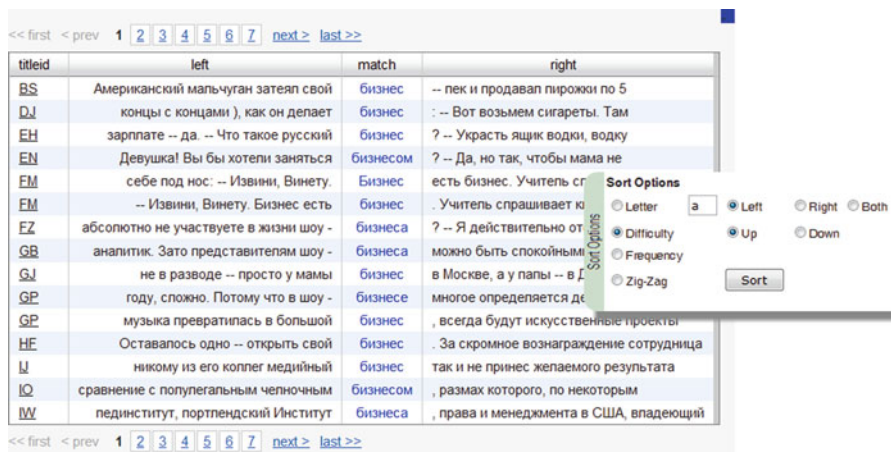 << first < prev 1 2 3 4 5 6 7 next > last >>
titleid left match right
BS Американский мальчуган затеял свой бизнес -- пек и продавал пирожки по 5
DJ концы с концами ), как он делает бизнес : -- Вот возьмем сигареты. Там
EH зарплате -- да. -- Что такое русский бизнес ? -- Украсть ящик водки, водку
EN Девушка! Вы бы хотели заняться бизнесом ? -- Да, но так, чтобы мама не
FM себе под нос: -- Извини, Винету. Бизнес есть бизнес. Учитель
FM -- Извини, Винету. Бизнес есть бизнес . Учитель спрашивает
FZ абсолютно не участвуете в жизни шоу - бизнеса ? -- Я действительно
GB аналитик. Зато представителям шоу - бизнеса можно быть
GJ не в разводе -- просто у мамы бизнес в Москве, а у папы -- в
GP году, сложно. Потому что в шоу - бизнесе многое определяется
GP музыка превратилась в большой бизнес , всегда будут искусственные проекты
HF Оставалось одно -- открыть свой бизнес . За скромное вознаграждение сотрудница
IJ никому из его коллег медийный бизнес так и не принес желаемого результата
IO сравнение с полулегальным челночным бизнесом , размах которого, по некоторым
IW пединститут, портлендский Институт бизнеса , права и менеджмента в США, владеющий
<< first < prev 1 2 3 4 5 6 7 next > last >>
Sort Options
Sort Options
Letter a Left Right Both
Difficulty Up Down
Frequency
Zig-Zag Sort